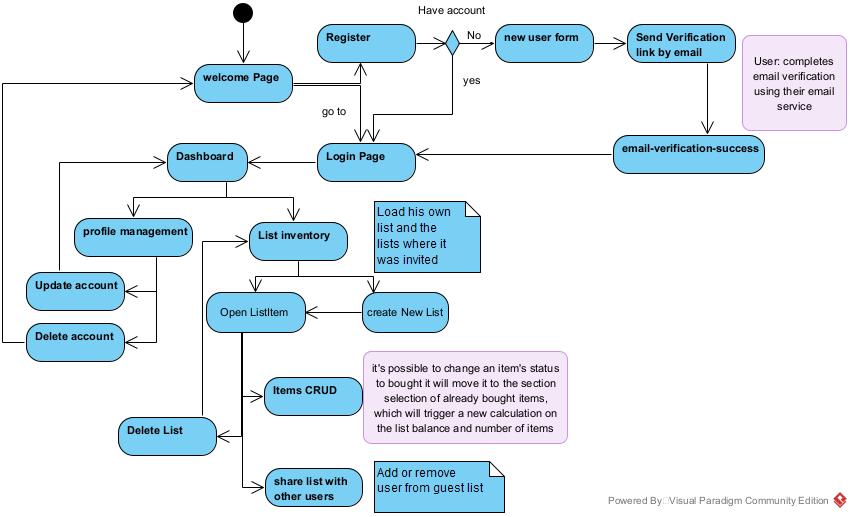 Have account
Register
No
new user form
Send Verification
link by email
User: completes
email verification
using their email
service
welcome Page
yes
go to
Dashboard
Login Page
email-verification-success
profile management
List inventory
Load his own
list and the
lists where it
was invited
Update account
Open ListItem
create New List
Delete account
it's possible to change an item's status
to bought it will move it to the section
selection of already bought items,
which will trigger a new calculation on
the list balance and number of items
Items CRUD
Delete List
share list with
other users
Add or remove
user from guest list
Powered By Visual Paradigm Community Edition